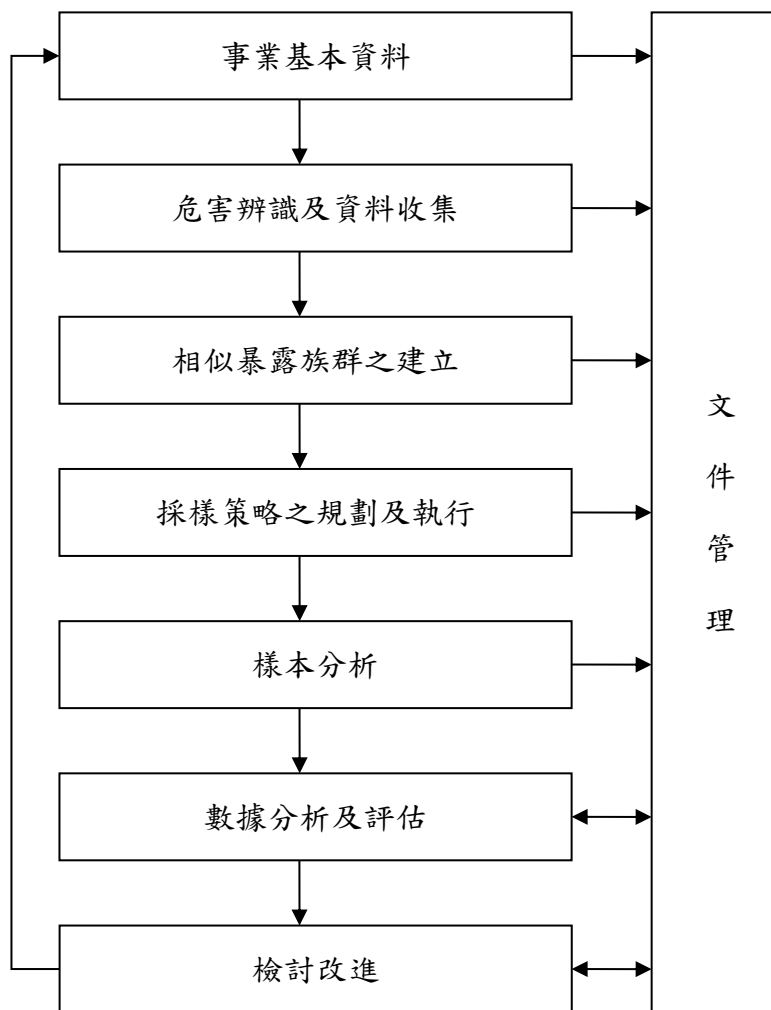 事業基本資料
危害辨識及資料收集
相似暴露族群之建立
採樣策略之規劃及執行
樣本分析
數據分析及評估
檢討改進
文件管理